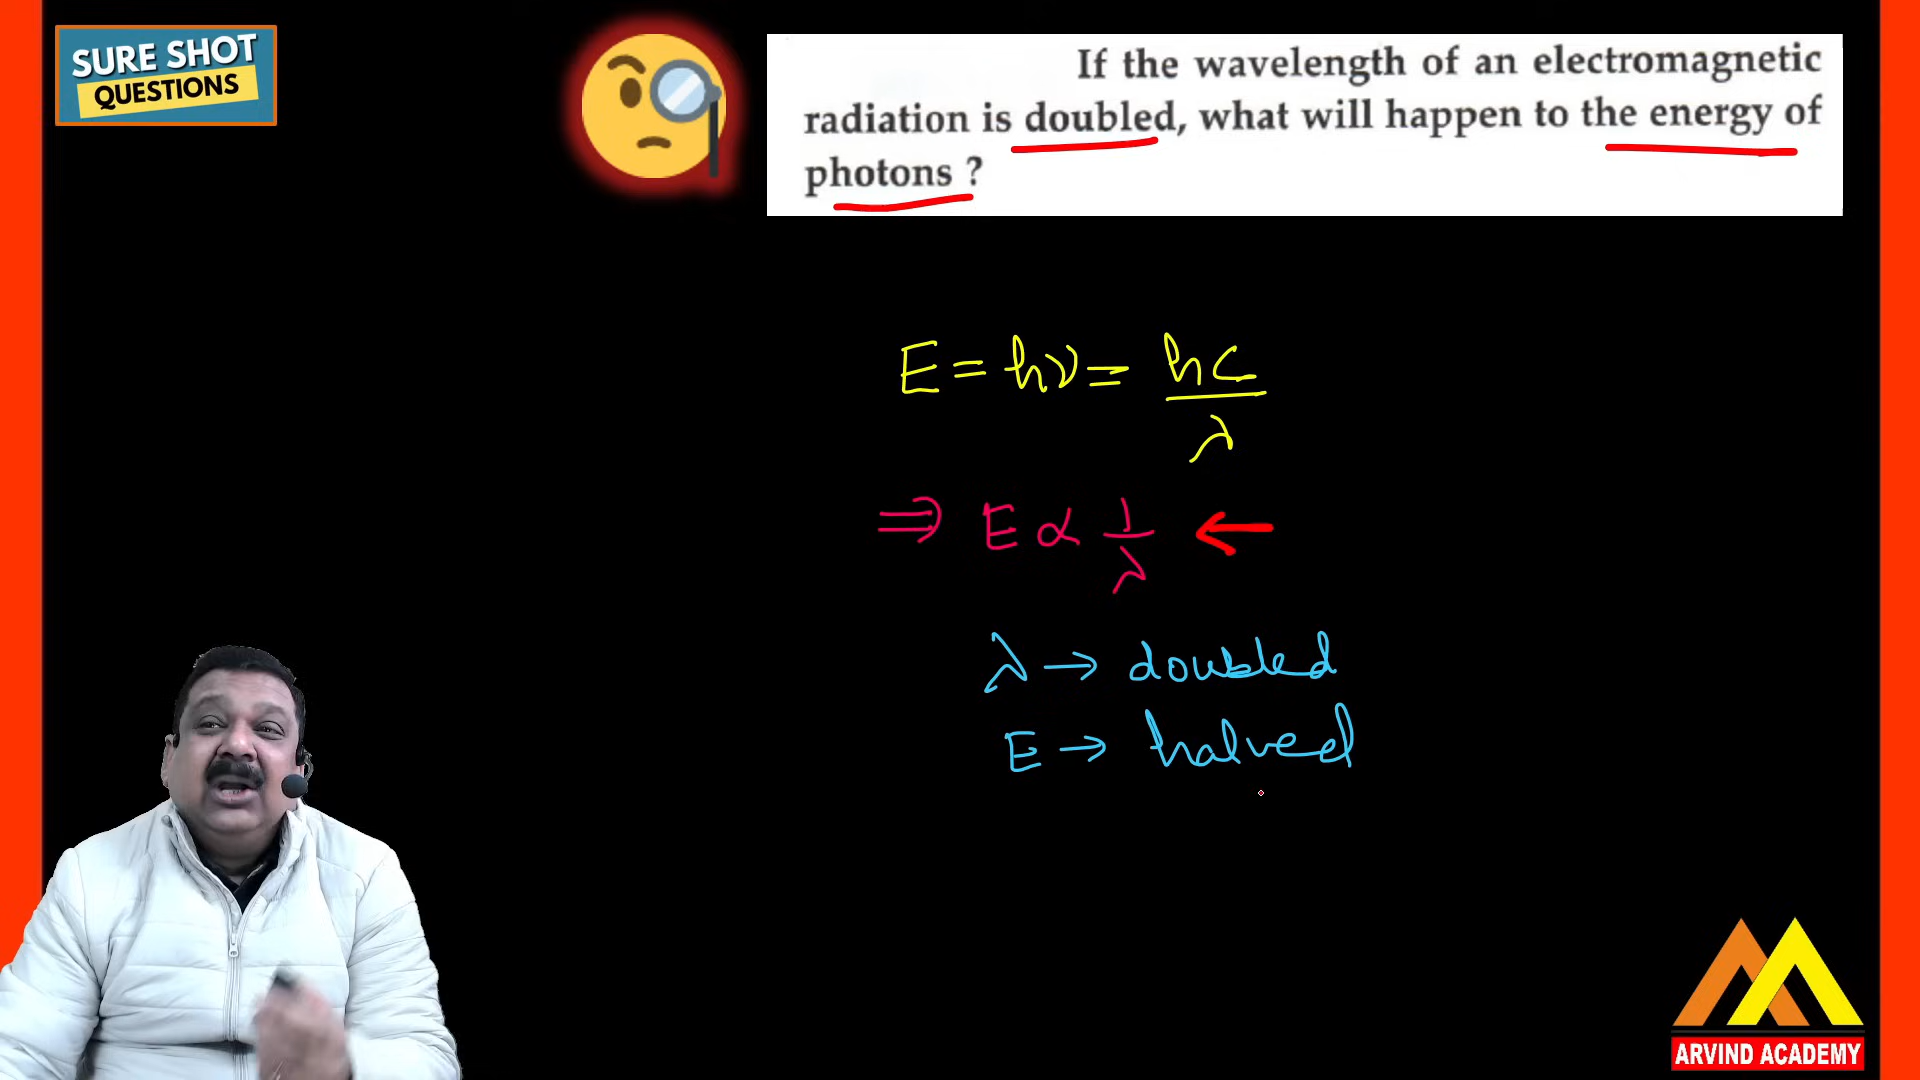 SURE SHOT
QUESTIONS
If the wavelength of an electromagnetic
radiation is doubled, what will happen to the energy of
photons ?
E = hν = hc/λ
⇒ E ∝ 1/λ ←
λ → doubled
E → halved
ARVIND ACADEMY